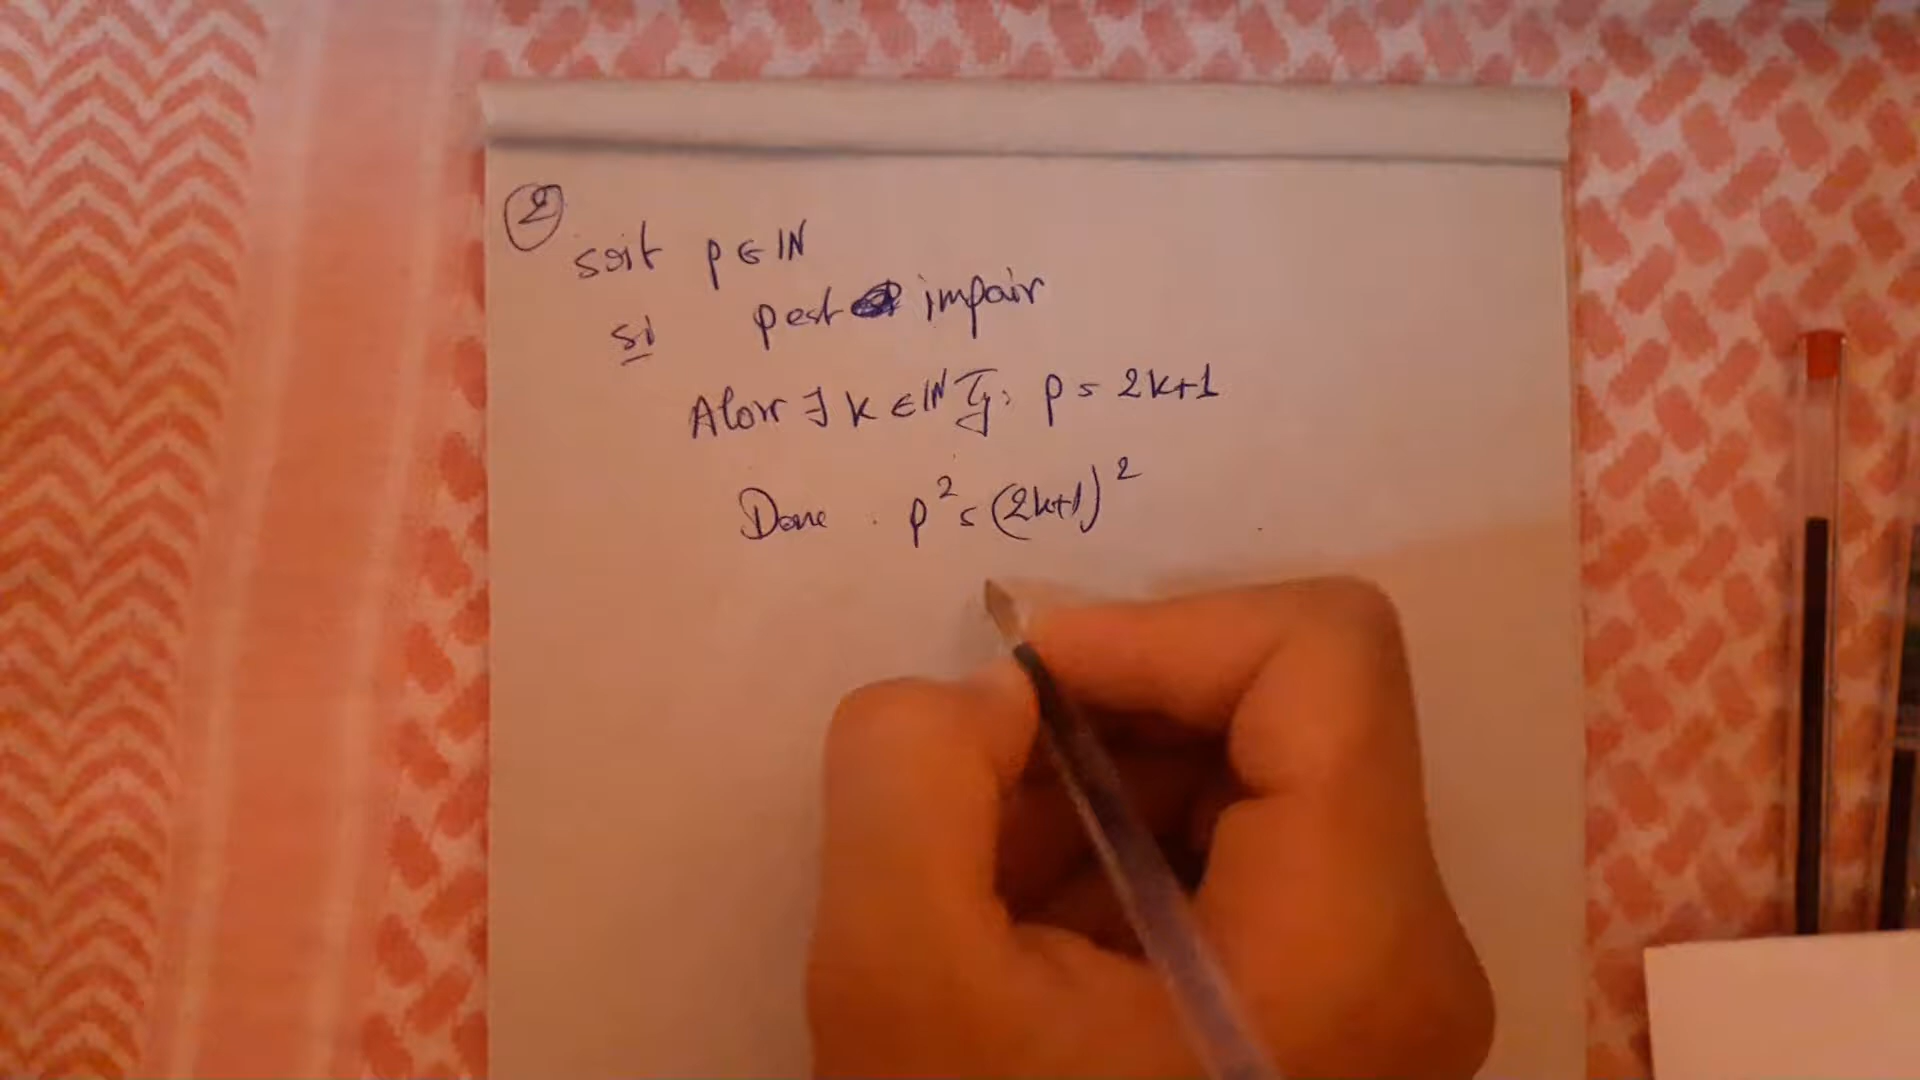 ②
soit p ∈ IN
si p est impair
Alors ∃ k ∈ IN Tq: p = 2k+1
Donc p² = (2k+1)²